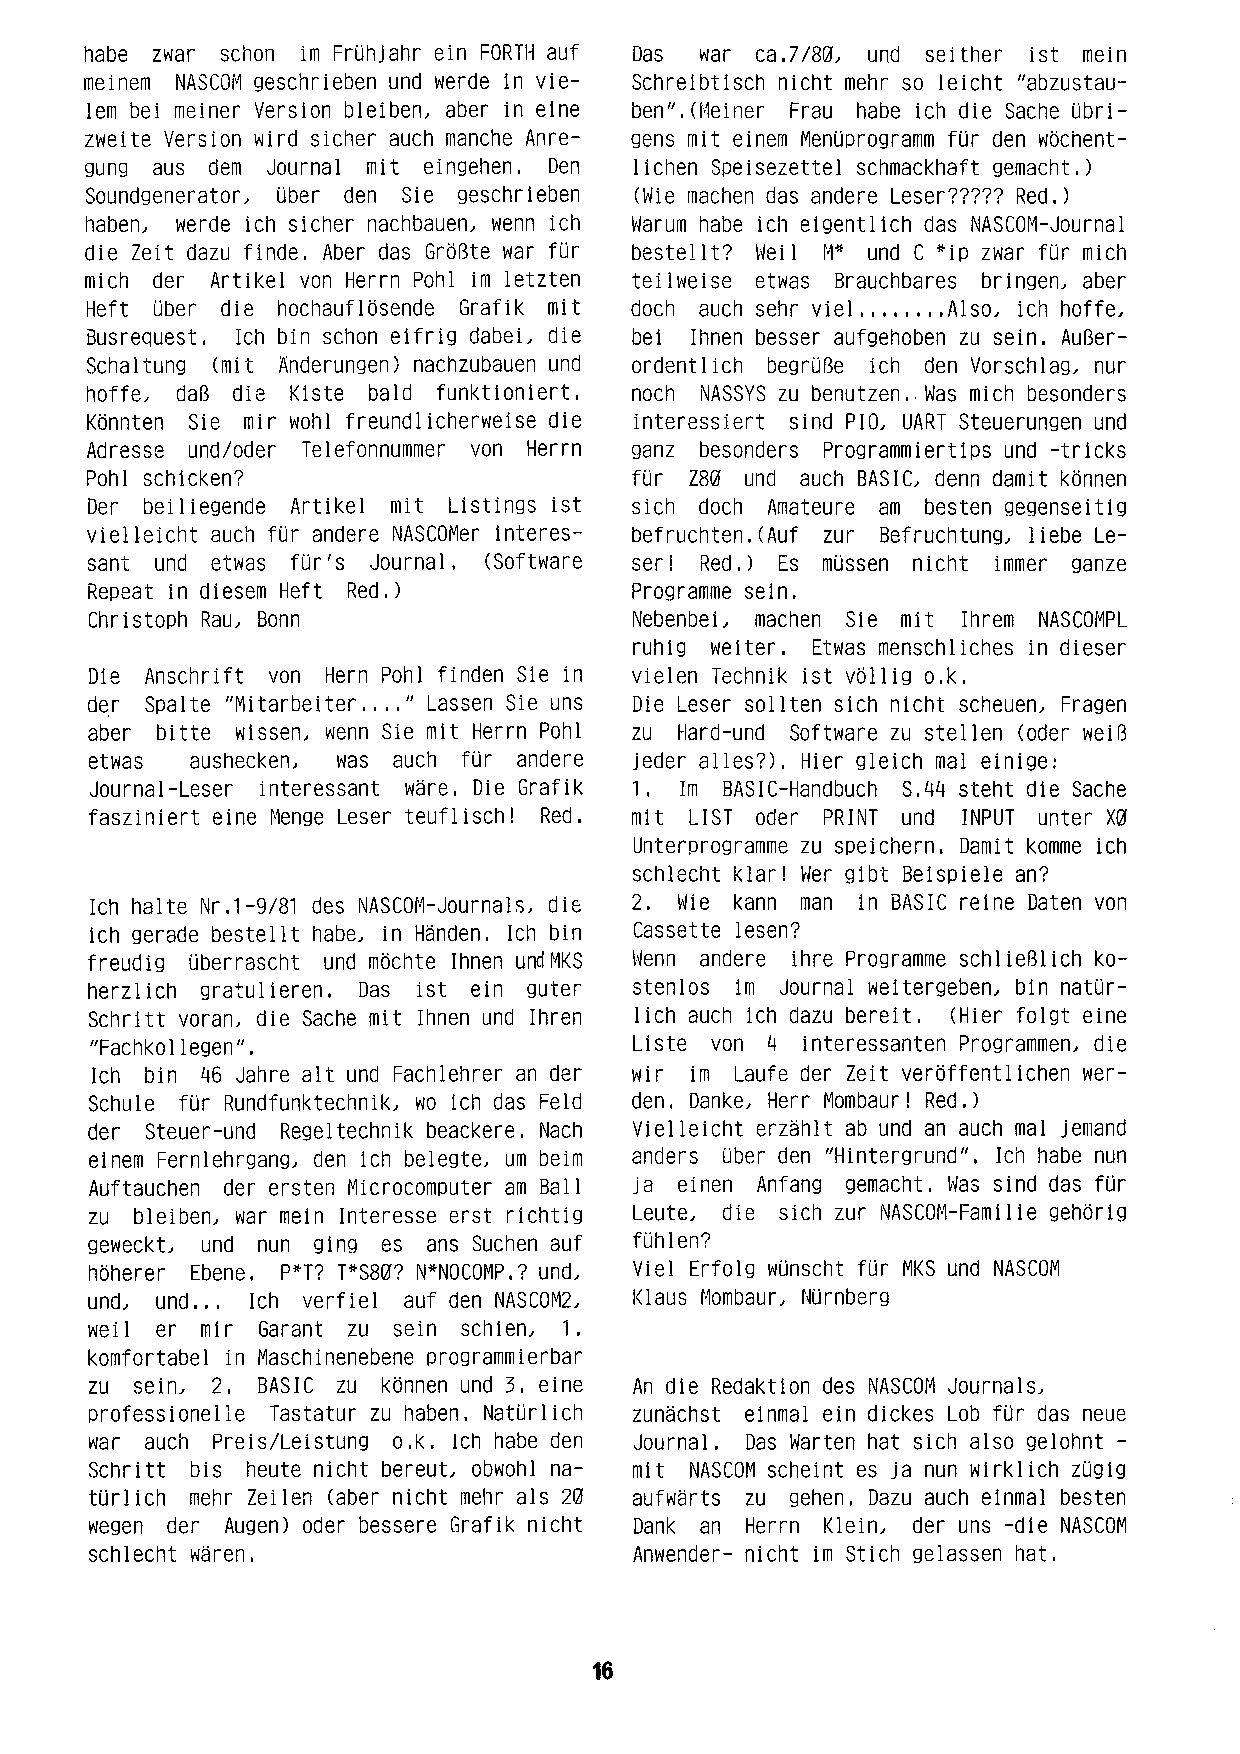 habe zwar schon im Frühjahr ein FORTH auf
meinem NASCOM geschrieben und werde in vie-
lem bei meiner Version bleiben, aber in eine
zweite Version wird sicher auch manche Anre-
gung aus dem Journal mit eingehen. Den
Soundgenerator, über den Sie geschrieben
haben, werde ich sicher nachbauen, wenn ich
die Zeit dazu finde. Aber das Größte war für
mich der Artikel von Herrn Pohl im letzten
Heft über die hochauflösende Grafik mit
Busrequest. Ich bin schon eifrig dabei, die
Schaltung (mit Änderungen) nachzubauen und
hoffe, daß die Kiste bald funktioniert.
Könnten Sie mir wohl freundlicherweise die
Adresse und/oder Telefonnummer von Herrn
Pohl schicken?
Der beiliegende Artikel mit Listings ist
vielleicht auch für andere NASCOMer interes-
sant und etwas für's Journal. (Software
Repeat in diesem Heft Red.)
Christoph Rau, Bonn

Die Anschrift von Hern Pohl finden Sie in
der Spalte "Mitarbeiter...." Lassen Sie uns
aber bitte wissen, wenn Sie mit Herrn Pohl
etwas aushecken, was auch für andere
Journal-Leser interessant wäre. Die Grafik
fasziniert eine Menge Leser teuflisch! Red.

Ich halte Nr.1-9/81 des NASCOM-Journals, die
ich gerade bestellt habe, in Händen. Ich bin
freudig überrascht und möchte Ihnen und MKS
herzlich gratulieren. Das ist ein guter
Schritt voran, die Sache mit Ihnen und Ihren
"Fachkollegen".
Ich bin 46 Jahre alt und Fachlehrer an der
Schule für Rundfunktechnik, wo ich das Feld
der Steuer-und Regeltechnik beackere. Nach
einem Fernlehrgang, den ich belegte, um beim
Auftauchen der ersten Microcomputer am Ball
zu bleiben, war mein Interesse erst richtig
geweckt, und nun ging es ans Suchen auf
höherer Ebene. P*T? T*S80? N*NOCOMP.? und,
und, und... Ich verfiel auf den NASCOM2,
weil er mir Garant zu sein schien, 1.
komfortabel in Maschinenebene programmierbar
zu sein, 2. BASIC zu können und 3. eine
professionelle Tastatur zu haben. Natürlich
war auch Preis/Leistung o.K. Ich habe den
Schritt bis heute nicht bereut, obwohl na-
türlich mehr Zeilen (aber nicht mehr als 20
wegen der Augen) oder bessere Grafik nicht
schlecht wären.

Das war ca.7/80, und seither ist mein
Schreibtisch nicht mehr so leicht "abzustau-
ben".(Meiner Frau habe ich die Sache übri-
gens mit einem Menüprogramm für den wöchent-
lichen Speisezettel schmackhaft gemacht.)
(Wie machen das andere Leser????? Red.)
Warum habe ich eigentlich das NASCOM-Journal
bestellt? Weil M* und C *ip zwar für mich
teilweise etwas Brauchbares bringen, aber
doch auch sehr viel........Also, ich hoffe,
bei Ihnen besser aufgehoben zu sein. Außer-
ordentlich begrüße ich den Vorschlag, nur
noch NASSYS zu benutzen. Was mich besonders
interessiert sind PIO, UART Steuerungen und
ganz besonders Programmiertips und -tricks
für Z80 und auch BASIC, denn damit können
sich doch Amateure am besten gegenseitig
befruchten.(Auf zur Befruchtung, liebe Le-
ser! Red.) Es müssen nicht immer ganze
Programme sein.
Nebenbei, machen Sie mit Ihrem NASCOMPL
ruhig weiter. Etwas menschliches in dieser
vielen Technik ist völlig o.k.
Die Leser sollten sich nicht scheuen, Fragen
zu Hard-und Software zu stellen (oder weiß
jeder alles?). Hier gleich mal einige:
1. Im BASIC-Handbuch S.44 steht die Sache
mit LIST oder PRINT und INPUT unter X0
Unterprogramme zu speichern. Damit komme ich
schlecht klar! Wer gibt Beispiele an?
2. Wie kann man in BASIC reine Daten von
Cassette lesen?
Wenn andere ihre Programme schließlich ko-
stenlos im Journal weitergeben, bin natür-
lich auch ich dazu bereit. (Hier folgt eine
Liste von 4 interessanten Programmen, die
wir im Laufe der Zeit veröffentlichen wer-
den. Danke, Herr Mombaur! Red.)
Vielleicht erzählt ab und an auch mal jemand
anders über den "Hintergrund". Ich habe nun
ja einen Anfang gemacht. Was sind das für
Leute, die sich zur NASCOM-Familie gehörig
fühlen?
Viel Erfolg wünscht für MKS und NASCOM
Klaus Mombaur, Nürnberg

An die Redaktion des NASCOM Journals,
zunächst einmal ein dickes Lob für das neue
Journal. Das Warten hat sich also gelohnt -
mit NASCOM scheint es ja nun wirklich zügig
aufwärts zu gehen. Dazu auch einmal besten
Dank an Herrn Klein, der uns -die NASCOM
Anwender- nicht im Stich gelassen hat.

16